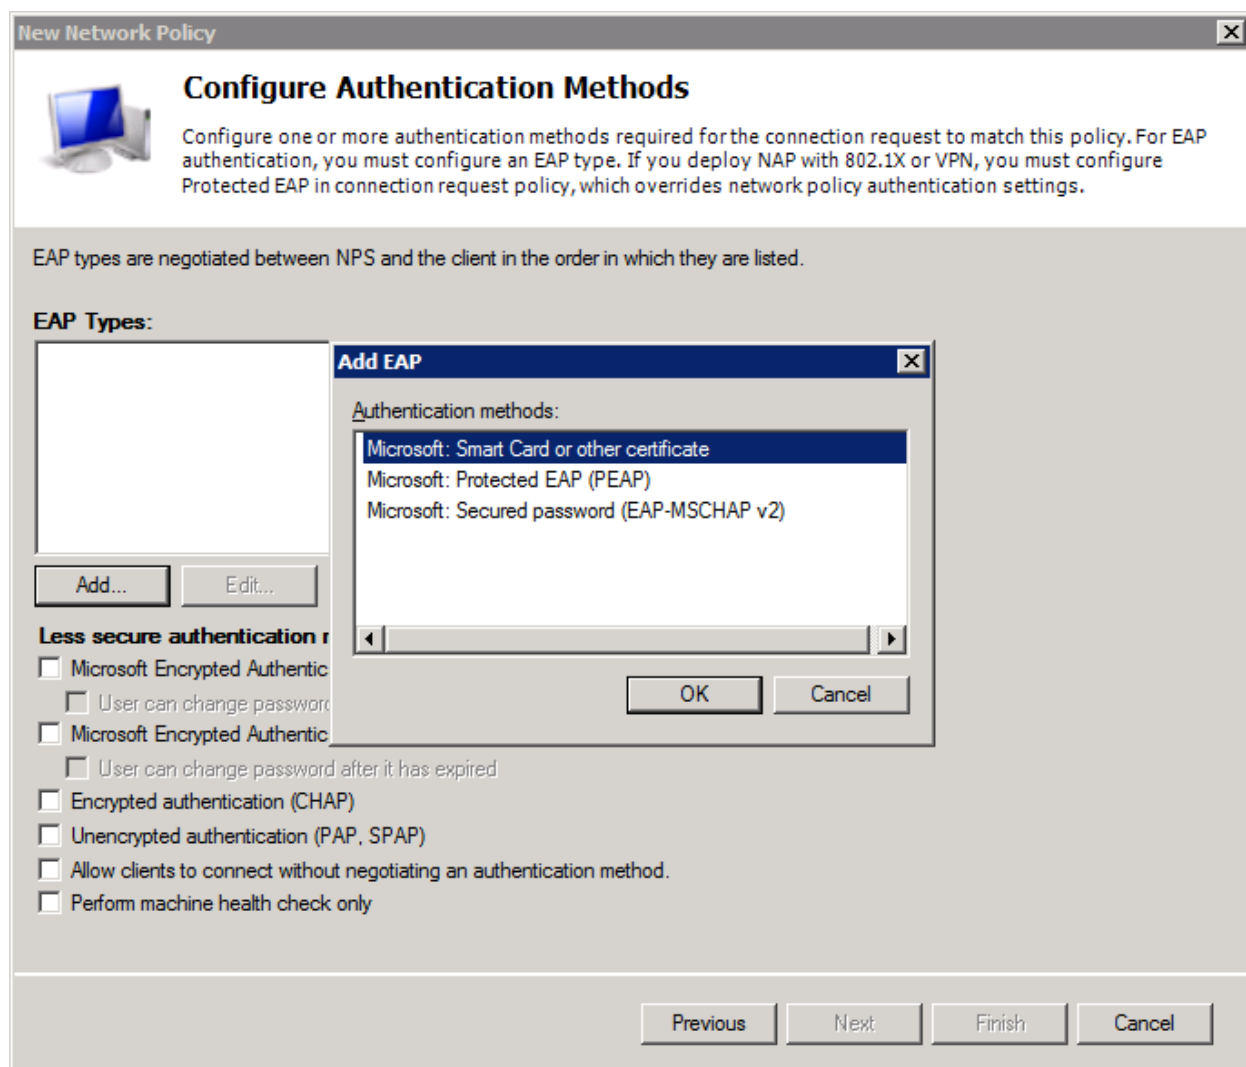 New Network Policy
Configure Authentication Methods
Configure one or more authentication methods required for the connection request to match this policy. For EAP
authentication, you must configure an EAP type. If you deploy NAP with 802.1X or VPN, you must configure
Protected EAP in connection request policy, which overrides network policy authentication settings.
EAP types are negotiated between NPS and the client in the order in which they are listed.
EAP Types:
Add EAP
Authentication methods:
Microsoft: Smart Card or other certificate
Microsoft: Protected EAP (PEAP)
Microsoft: Secured password (EAP-MSCHAP v2)
OK Cancel
Add... Edit...
Less secure authentication
Microsoft Encrypted Authentic
User can change password
Microsoft Encrypted Authentic
User can change password after it has expired
Encrypted authentication (CHAP)
Unencrypted authentication (PAP, SPAP)
Allow clients to connect without negotiating an authentication method.
Perform machine health check only
Previous Next Finish Cancel